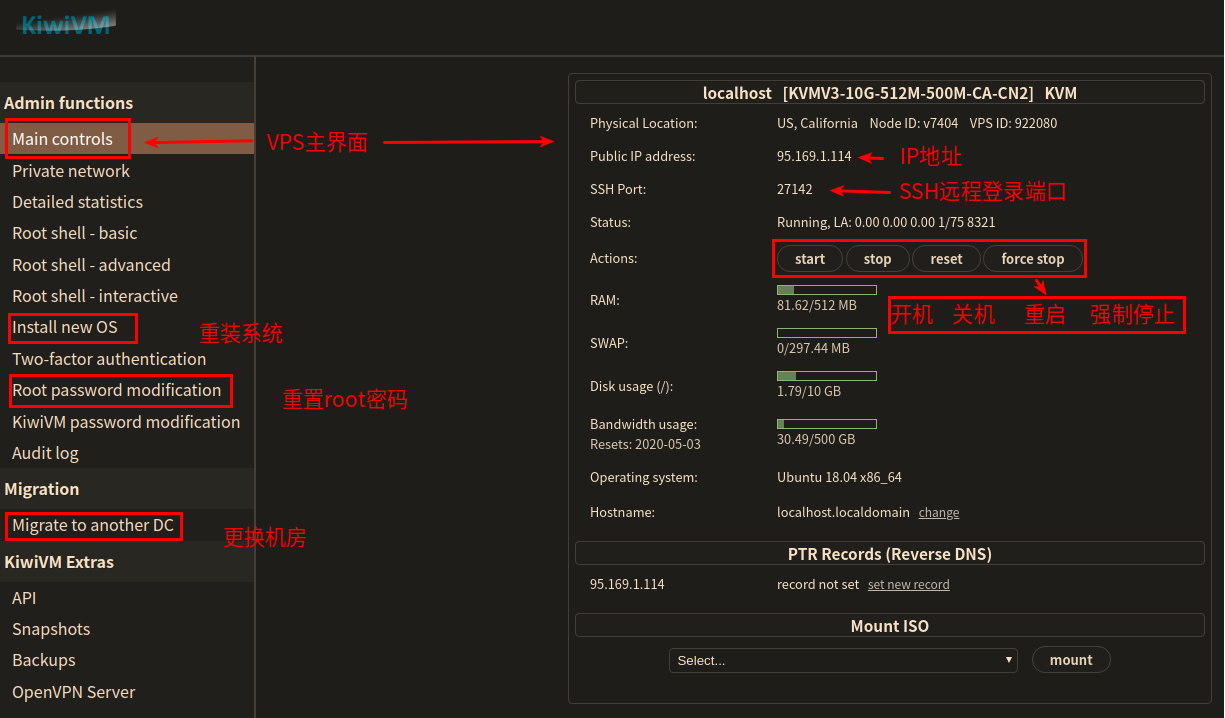 KiwiVM
Admin functions
Main controls
Private network
Detailed statistics
Root shell - basic
Root shell - advanced
Root shell - interactive
Install new OS
重装系统
Two-factor authentication
Root password modification
重置root密码
KiwiVM password modification
Audit log
Migration
Migrate to another DC
更换机房
KiwiVM Extras
API
Snapshots
Backups
OpenVPN Server
VPS主界面
localhost [KVMV3-10G-512M-500M-CA-CN2] KVM
Physical Location: US, California Node ID: v7404 VPS ID: 922080
Public IP address: 95.169.1.114 IP地址
SSH Port: 27142 SSH远程登录端口
Status: Running, LA: 0.00 0.00 0.00 1/75 8321
Actions: start stop reset force stop
开机 关机 重启 强制停止
RAM: 81.62/512 MB
SWAP: 0/297.44 MB
Disk usage (/): 1.79/10 GB
Bandwidth usage: 30.49/500 GB
Resets: 2020-05-03
Operating system: Ubuntu 18.04 x86_64
Hostname: localhost.localdomain change
PTR Records (Reverse DNS)
95.169.1.114 record not set set new record
Mount ISO
Select... mount